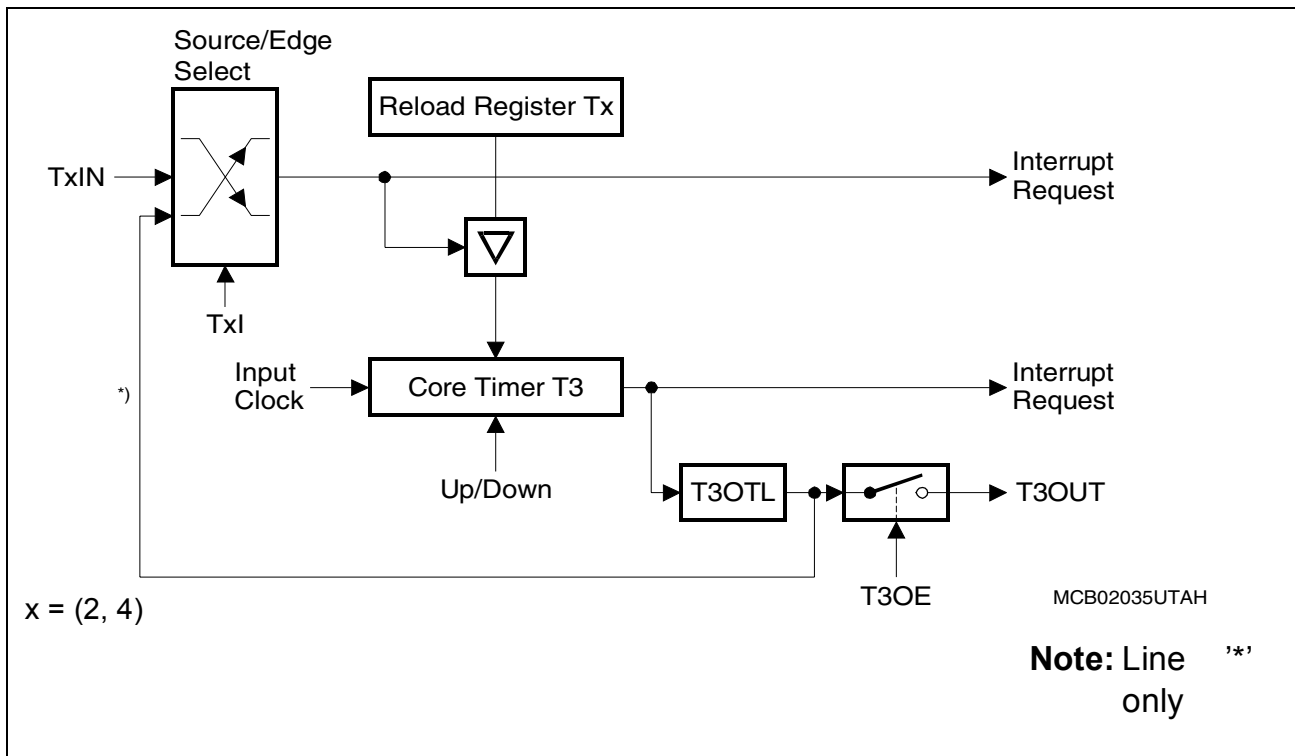 Source/Edge
Select
Reload Register Tx
TxIN
Interrupt
Request
TxI
*)
Input
Clock
Core Timer T3
Interrupt
Request
Up/Down
T3OTL
T3OUT
T3OE
x = (2, 4)
MCB02035UTAH
Note: Line ’*’
only